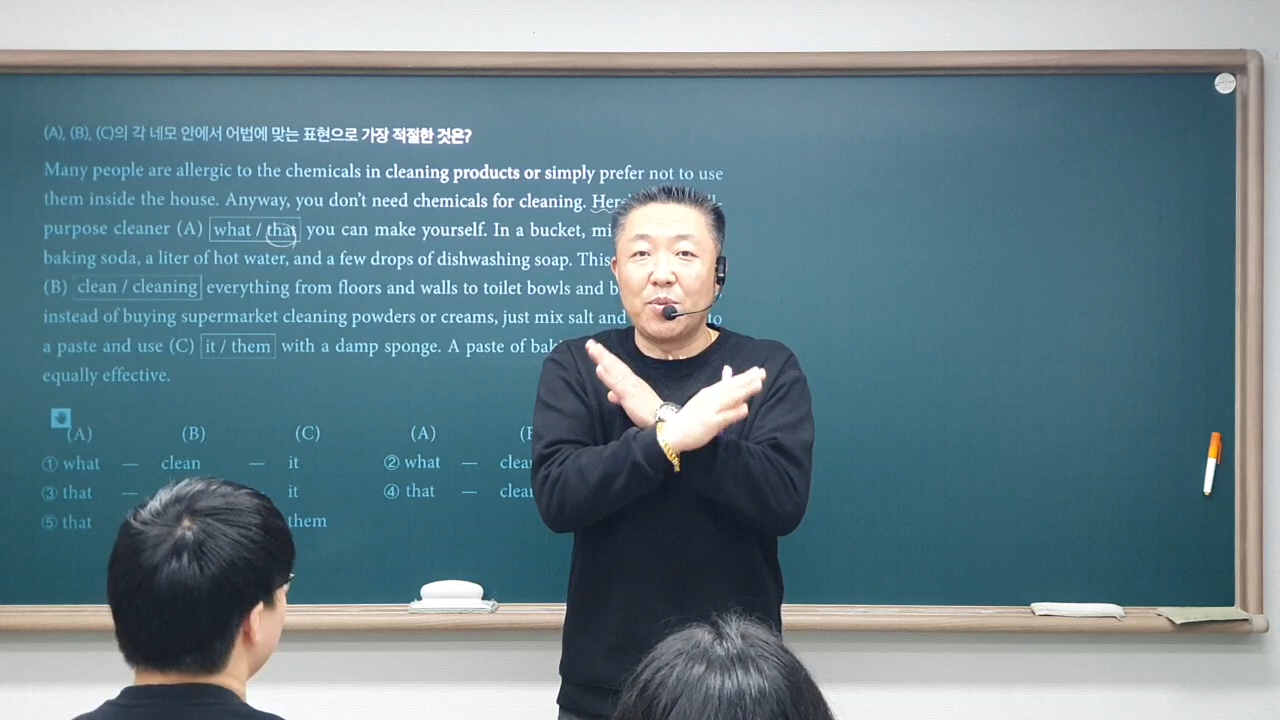 (A), (B), (C)의 각 네모 안에서 어법에 맞는 표현으로 가장 적절한 것은?
Many people are allergic to the chemicals in cleaning products or simply prefer not to use
them inside the house. Anyway, you don't need chemicals for cleaning.
purpose cleaner (A) what / that you can make yourself. In a bucket,
baking soda, a liter of hot water, and a few drops of dishwashing soap. This
(B) clean / cleaning everything from floors and walls to toilet bowls and
instead of buying supermarket cleaning powders or creams, just mix salt and to
a paste and use (C) it / them with a damp sponge. A paste of
equally effective.
(A) (B) (C) (A)
① what — clean — it ② what —
③ that — it ④ that —
⑤ that them